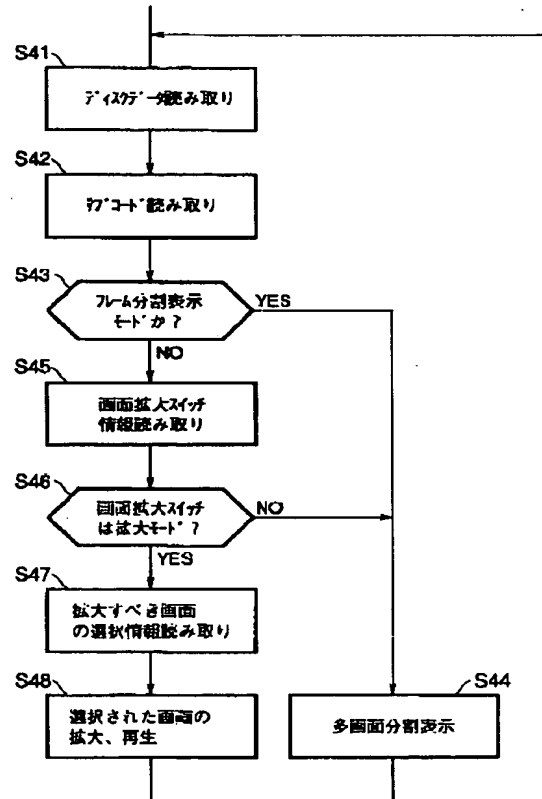 S41
ディスクデータ読み取り
S42
サブコード読み取り
S43
フレーム分割表示
モードか?
YES
NO
S45
画面拡大スイッチ
情報読み取り
S46
画面拡大スイッチ
は拡大モード?
NO
YES
S47
拡大すべき画面
の選択情報読み取り
S48
選択された画面の
拡大、再生
S44
多画面分割表示